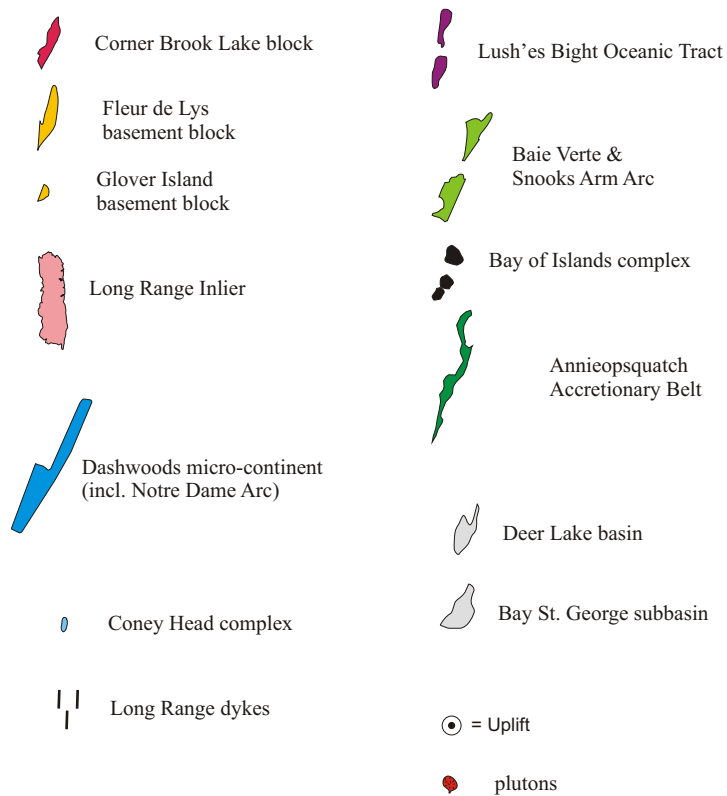 Corner Brook Lake block
Fleur de Lys
basement block
Glover Island
basement block
Long Range Inlier
Dashwoods micro-continent
(incl. Notre Dame Arc)
Coney Head complex
Long Range dykes
Lush'es Bight Oceanic Tract
Baie Verte &
Snooks Arm Arc
Bay of Islands complex
Annieopsquatch
Accretionary Belt
Deer Lake basin
Bay St. George subbasin
= Uplift
plutons